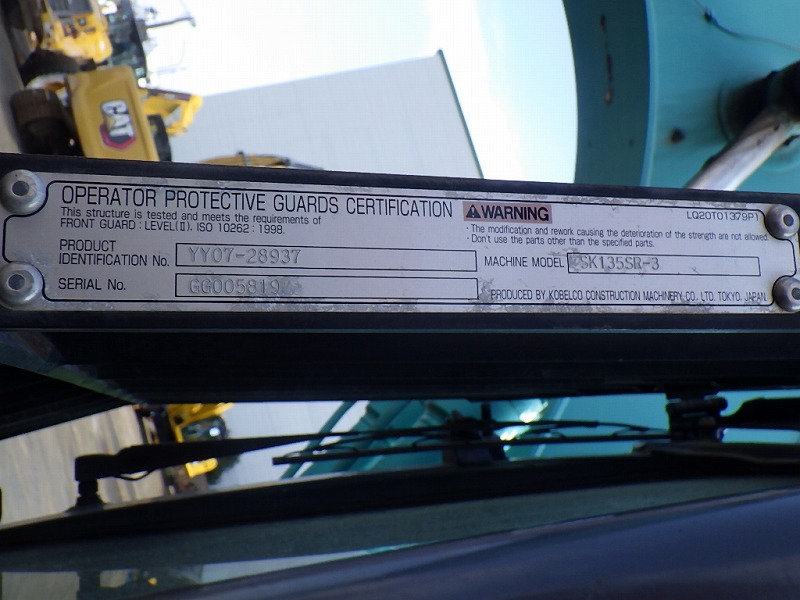 CAT
OPERATOR PROTECTIVE GUARDS CERTIFICATION
This structure is tested and meets the requirements of
FRONT GUARD : LEVEL(Ⅱ). ISO 10262 : 1998.
PRODUCT
IDENTIFICATION No. YY07-28937
SERIAL No. GG005819
⚠WARNING LQ20T01379P1
· The modification and rework causing the deterioration of the strength are not allowed.
· Don't use the parts other than the specified parts.
MACHINE MODEL SK135SR-3
PRODUCED BY KOBELCO CONSTRUCTION MACHINERY CO., LTD. TOKYO, JAPAN.